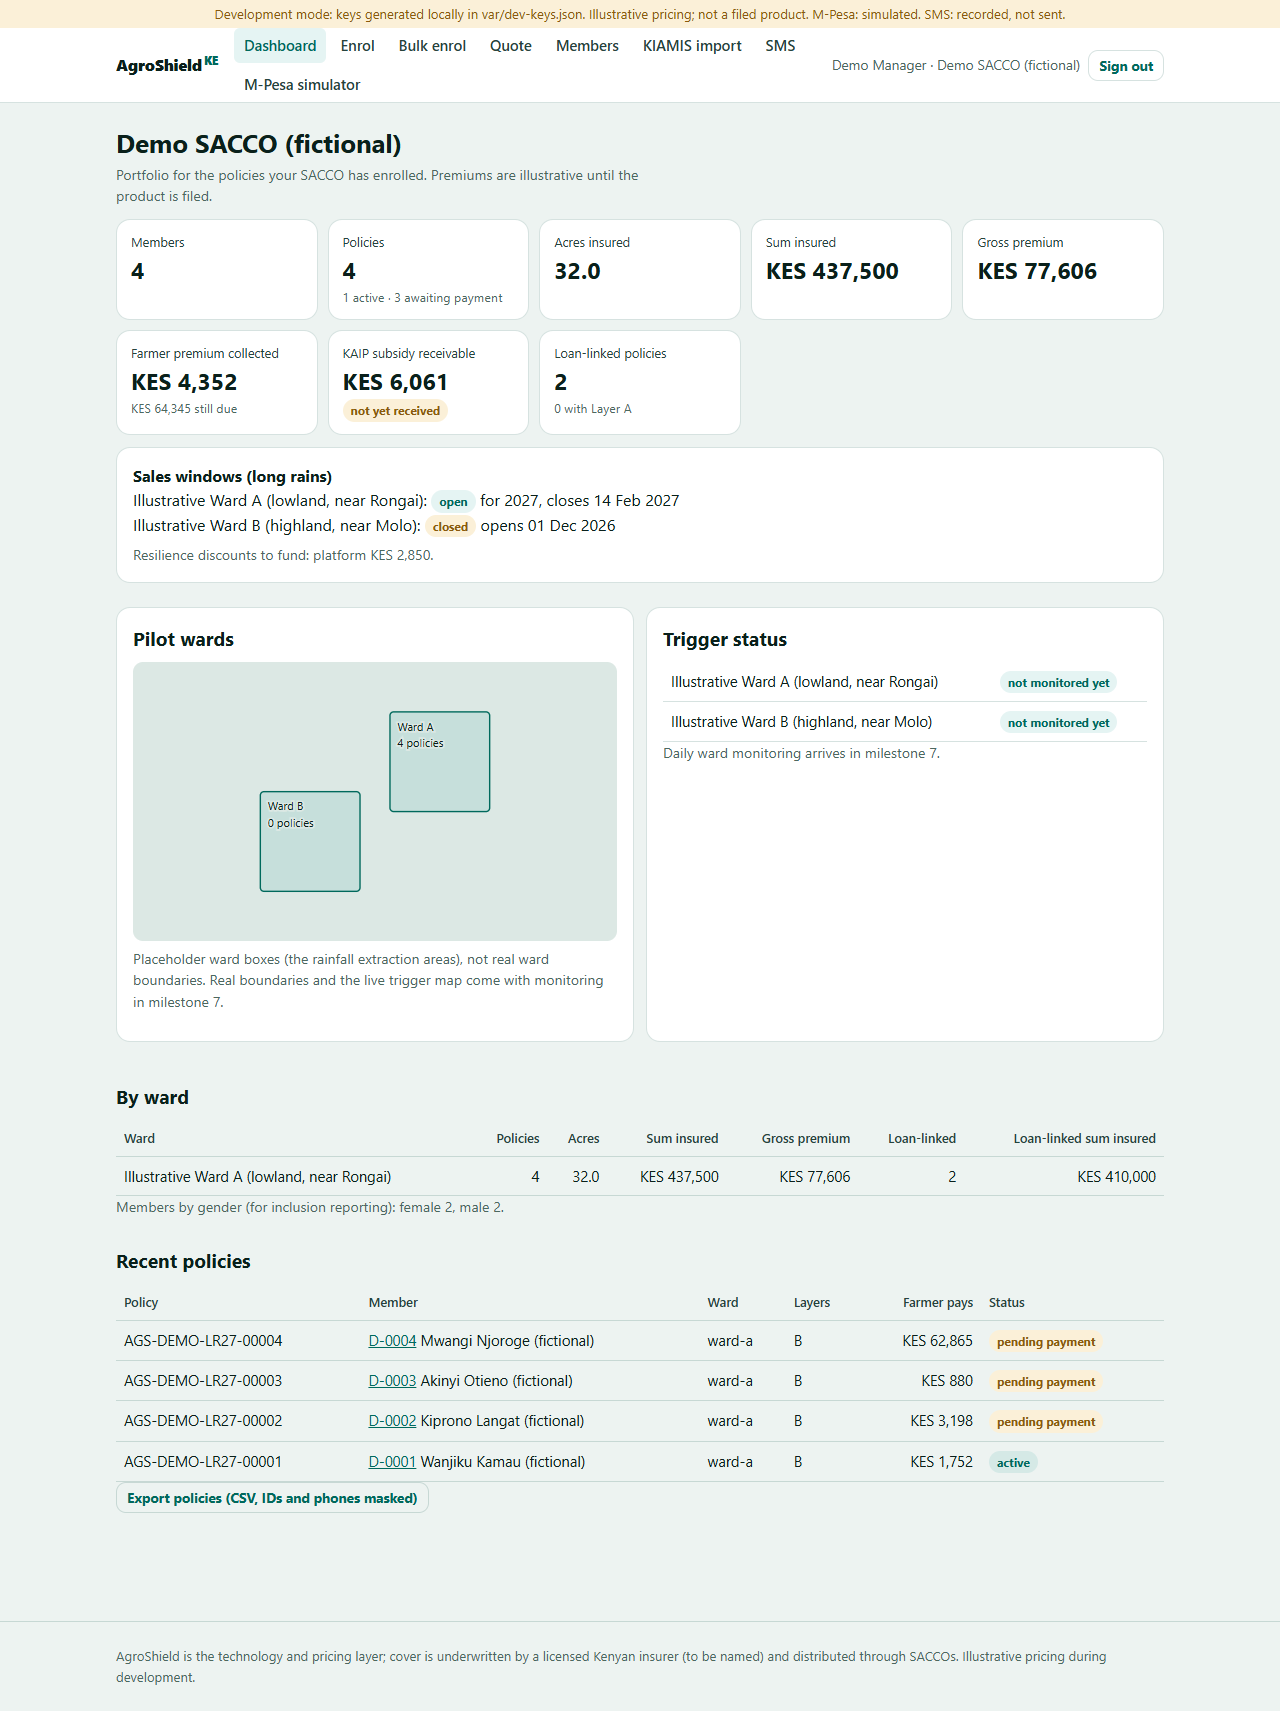 Development mode: keys generated locally in var/dev-keys.json. Illustrative pricing; not a filed product. M-Pesa: simulated. SMS: recorded, not sent.
AgroShield KE
Dashboard Enrol Bulk enrol Quote Members KIAMIS import SMS
M-Pesa simulator
Demo Manager · Demo SACCO (fictional) Sign out
Demo SACCO (fictional)
Portfolio for the policies your SACCO has enrolled. Premiums are illustrative until the
product is filed.
Members
4
Policies
4
1 active · 3 awaiting payment
Acres insured
32.0
Sum insured
KES 437,500
Gross premium
KES 77,606
Farmer premium collected
KES 4,352
KES 64,345 still due
KAIP subsidy receivable
KES 6,061
not yet received
Loan-linked policies
2
0 with Layer A
Sales windows (long rains)
Illustrative Ward A (lowland, near Rongai): open for 2027, closes 14 Feb 2027
Illustrative Ward B (highland, near Molo): closed opens 01 Dec 2026
Resilience discounts to fund: platform KES 2,850.
Pilot wards
Ward A
4 policies
Ward B
0 policies
Placeholder ward boxes (the rainfall extraction areas), not real ward
boundaries. Real boundaries and the live trigger map come with monitoring
in milestone 7.
Trigger status
Illustrative Ward A (lowland, near Rongai) not monitored yet
Illustrative Ward B (highland, near Molo) not monitored yet
Daily ward monitoring arrives in milestone 7.
By ward
Ward Policies Acres Sum insured Gross premium Loan-linked Loan-linked sum insured
Illustrative Ward A (lowland, near Rongai) 4 32.0 KES 437,500 KES 77,606 2 KES 410,000
Members by gender (for inclusion reporting): female 2, male 2.
Recent policies
Policy Member Ward Layers Farmer pays Status
AGS-DEMO-LR27-00004 D-0004 Mwangi Njoroge (fictional) ward-a B KES 62,865 pending payment
AGS-DEMO-LR27-00003 D-0003 Akinyi Otieno (fictional) ward-a B KES 880 pending payment
AGS-DEMO-LR27-00002 D-0002 Kiprono Langat (fictional) ward-a B KES 3,198 pending payment
AGS-DEMO-LR27-00001 D-0001 Wanjiku Kamau (fictional) ward-a B KES 1,752 active
Export policies (CSV, IDs and phones masked)
AgroShield is the technology and pricing layer; cover is underwritten by a licensed Kenyan insurer (to be named) and distributed through SACCOs. Illustrative pricing during
development.